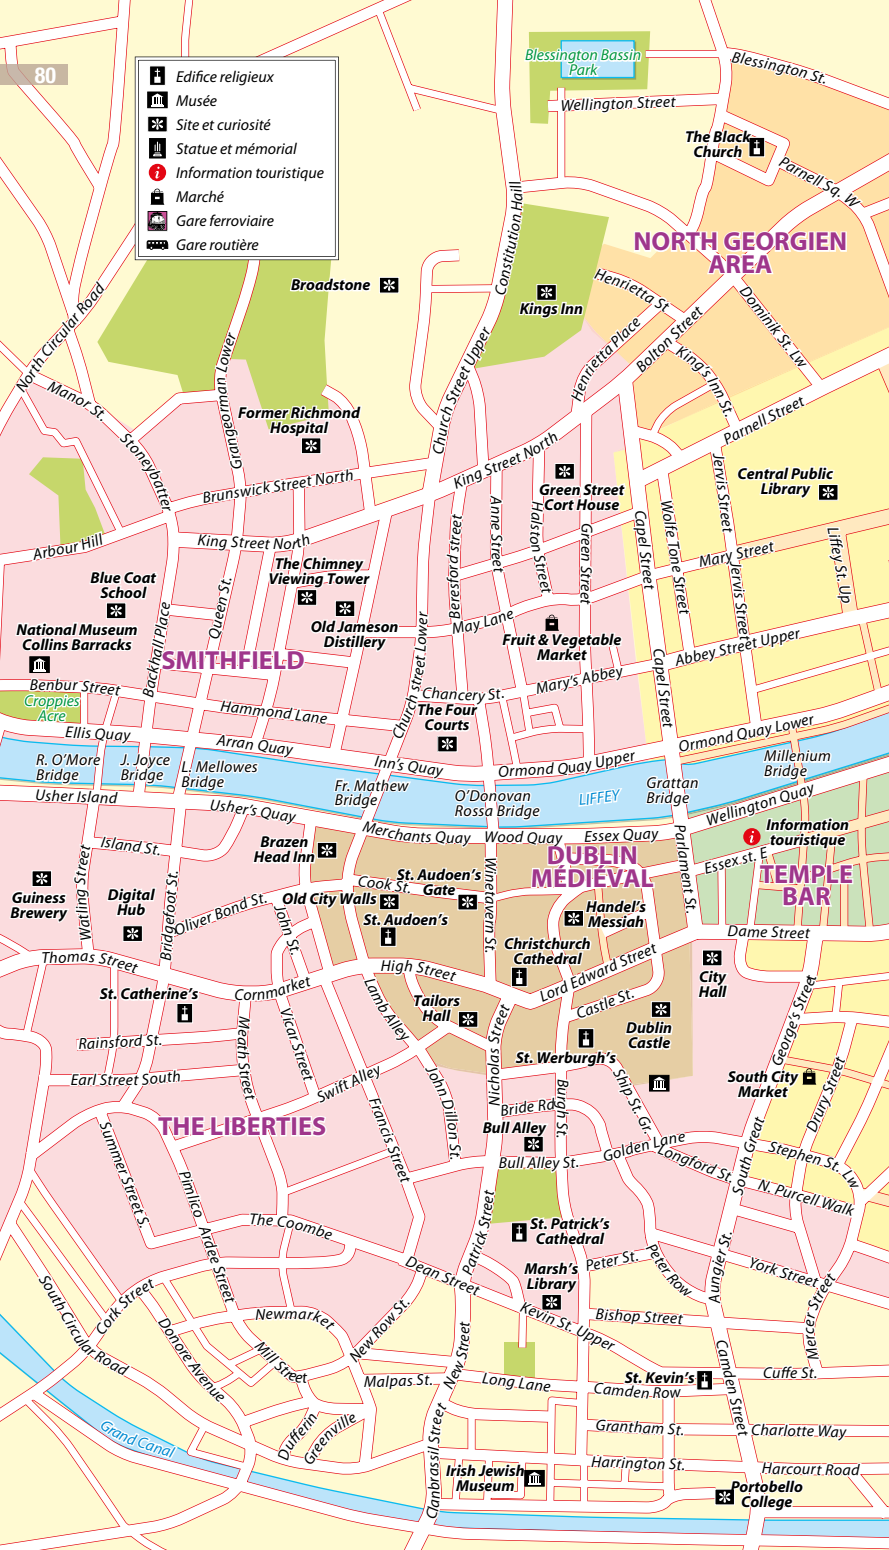 80
Edifice religieux
Musée
Site et curiosité
Statue et mémorial
Information touristique
Marché
Gare ferroviaire
Gare routière
Blessington Bassin
Park
Blessington St.
Wellington Street
The Black
Church
Parnell Sq. W
Constitution Hall
NORTH GEORGIEN
AREA
Broadstone
Kings Inn
Henrietta St
Dominik St. Lw
North Circular Road
Henrietta Place
Bolton Street
King's Inn St.
Church Street Upper
Grangeorgman Lower
Manor St.
Stoneybatter
Former Richmond
Hospital
Parnell Street
King Street North
Brunswick Street North
Green Street
Cort House
Central Public
Library
Jervis Street
Anne Street
Halston Street
Green Street
Capel Street
Wolfe Tone Street
Liffey St. Up
Arbour Hill
King Street North
Beresford street
Mary Street
Jervis Street
The Chimney
Viewing Tower
Blue Coat
School
Queen St.
Backhall Place
Old Jameson
Distillery
May Lane
Fruit & Vegetable
Market
National Museum
Collins Barracks
SMITHFIELD
Church street Lower
Abbey Street Upper
Capel Street
Mary's Abbey
Benbur Street
Croppies
Acre
Chancery St.
The Four
Courts
Hammond Lane
Ellis Quay
Arran Quay
Inn's Quay
Ormond Quay Upper
Ormond Quay Lower
R. O'More
Bridge
J. Joyce
Bridge
L. Mellowes
Bridge
Fr. Mathew
Bridge
O'Donovan
Rossa Bridge
LIFFEY
Grattan
Bridge
Millenium
Bridge
Usher Island
Usher's Quay
Merchants Quay
Wood Quay
Essex Quay
Wellington Quay
Information
touristique
Island St.
Brazen
Head Inn
DUBLIN
MÉDIÉVAL
Parlament St.
Essex st. E
TEMPLE
BAR
Watling Street
Guiness
Brewery
Digital
Hub
Bridgefoot St.
Oliver Bond St.
Old City Walls
Cook St.
St. Audoen's
Gate
St. Audoen's
Winetavern St.
Handel's
Messiah
John St.
Christchurch
Cathedral
Dame Street
Thomas Street
High Street
Lord Edward Street
City
Hall
St. Catherine's
Cornmarket
Tailors
Hall
Castle St.
Dublin
Castle
George's Street
Lamb Alley
Vicar Street
Meath Street
Rainsford St.
Nicholas Street
St. Werburgh's
Earl Street South
Swift Alley
John Dillon St.
Burgh St.
Ship. St. Gr.
South City
Market
Drury Street
Francis Street
THE LIBERTIES
Bride Rd
Bull Alley
Bull Alley St.
Golden Lane
Longford St.
South Great
Stephen St. Lw
N. Purcell Walk
Summer Street S.
Pimlico
Ardee Street
The Coombe
Patrick Street
St. Patrick's
Cathedral
Marsh's
Library
Peter St.
Peter Row
Aungier St.
York Street
Mercer Street
Dean Street
South Circular Road
Cork Street
Newmarket
Donore Avenue
Mill Street
New Row St.
Kevin St. Upper
Bishop Street
New Street
Malpas St.
Long Lane
St. Kevin's
Camden Row
Camden Street
Cuffe St.
Grand Canal
Dufferin
Greenville
Clanbrassil Street
Grantham St.
Charlotte Way
Harrington St.
Harcourt Road
Irish Jewish
Museum
Portobello
College